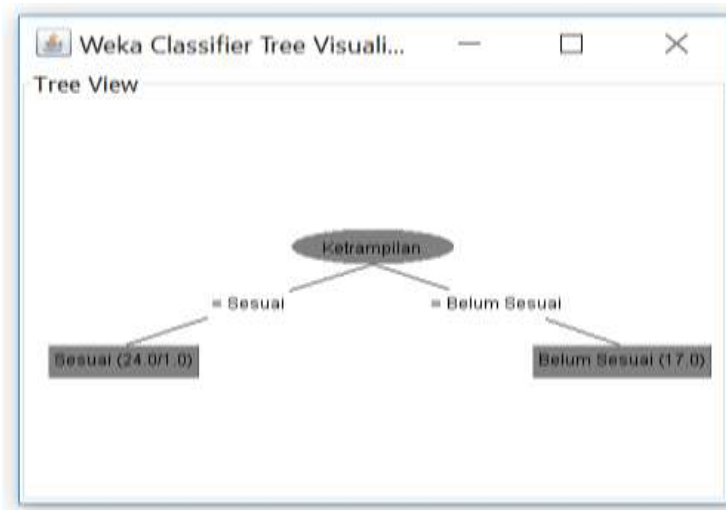 Weka Classifier Tree Visuali...
Tree View
Ketrampilan
= Sesuai
= Belum Sesuai
Sesuai (24.0/1.0)
Belum Sesuai (17.0)